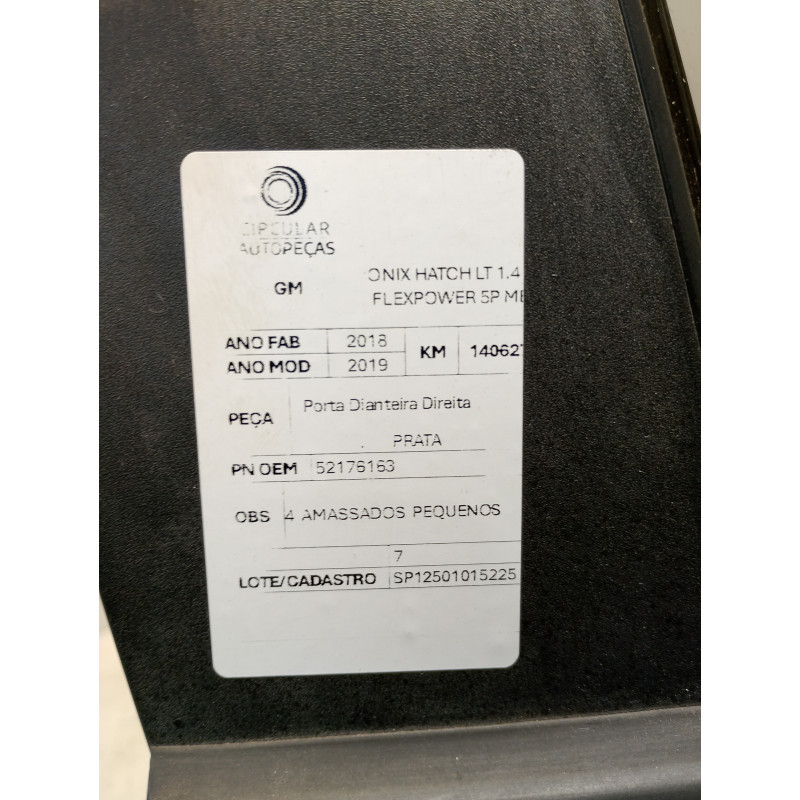 CIRCULAR
AUTOPEÇAS
GM
ONIX HATCH LT 1.4
FLEXPOWER 5P
ANO FAB 2018
ANO MOD 2019
KM
PEÇA Porta Dianteira Direita
PRATA
PN OEM 52176163
OBS 4 AMASSADOS PEQUENOS
7
LOTE/CADASTRO SP12501015225